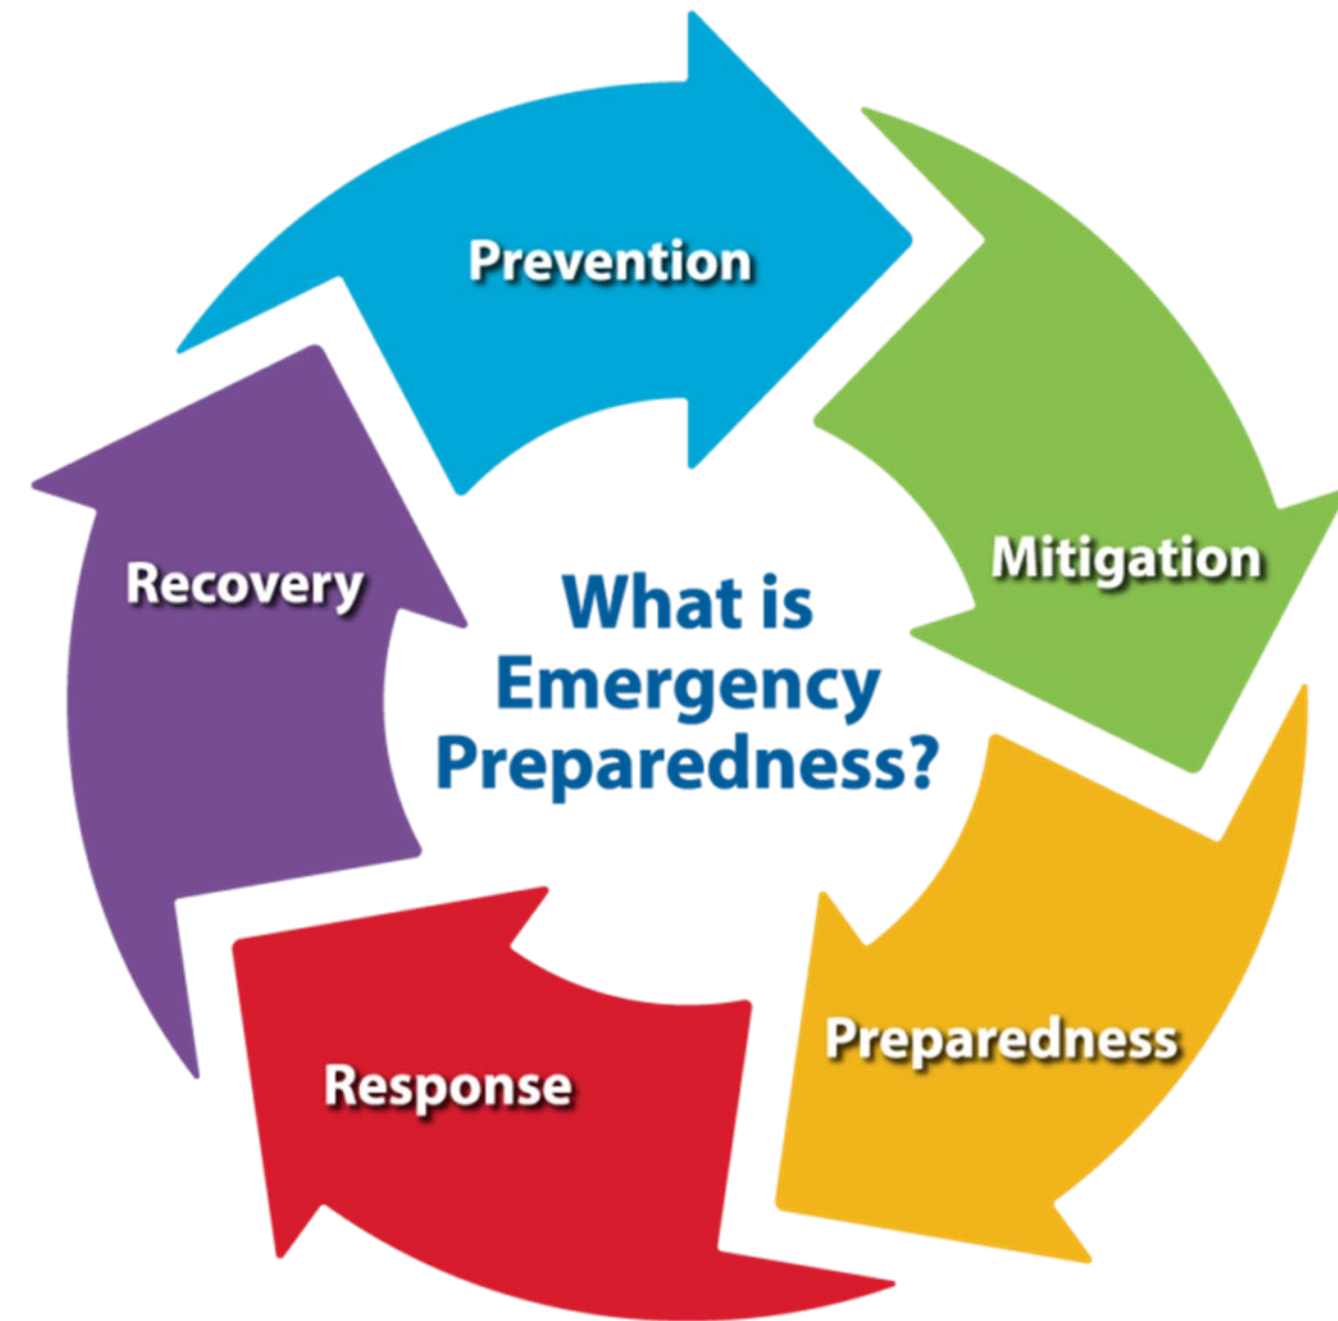 Prevention
Mitigation
Recovery
What is
Emergency
Preparedness?
Preparedness
Response